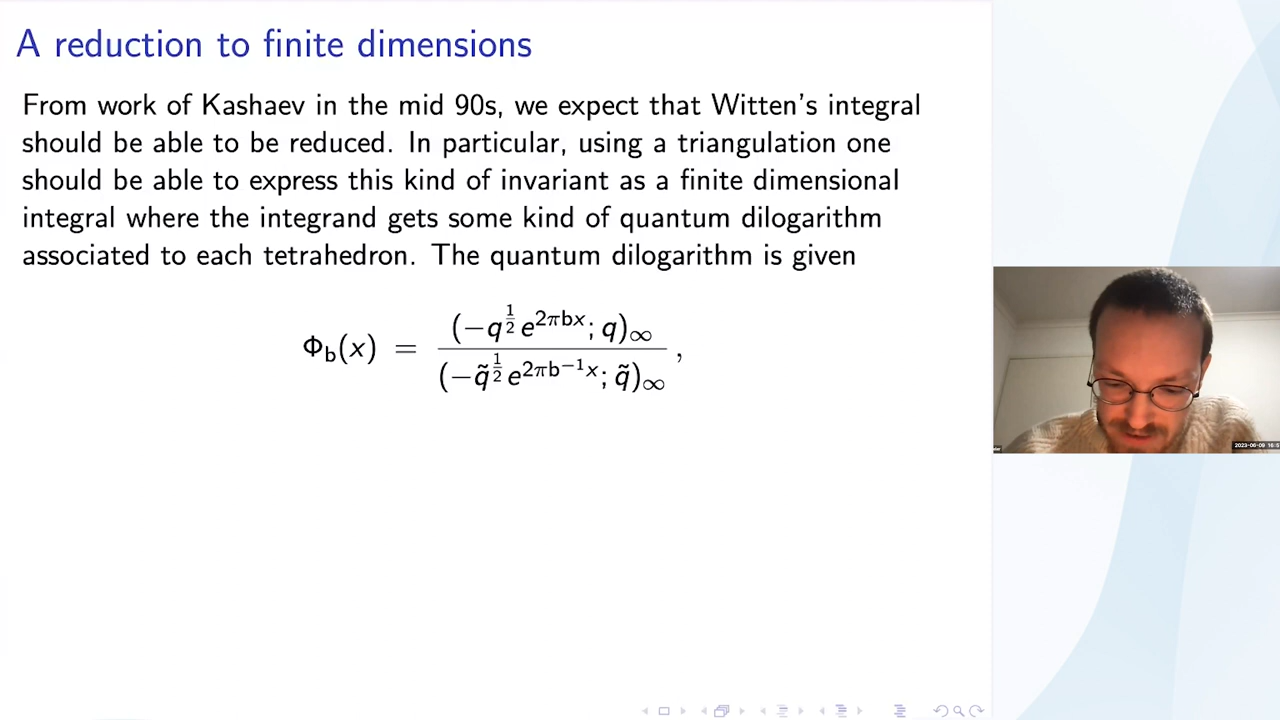 A reduction to finite dimensions
From work of Kashaev in the mid 90s, we expect that Witten's integral
should be able to be reduced. In particular, using a triangulation one
should be able to express this kind of invariant as a finite dimensional
integral where the integrand gets some kind of quantum dilogarithm
associated to each tetrahedron. The quantum dilogarithm is given
Φ_b(x) = (−q^{1/2} e^{2πbx}; q)_∞ / (−q̃^{1/2} e^{2πb^{−1}x}; q̃)_∞ ,